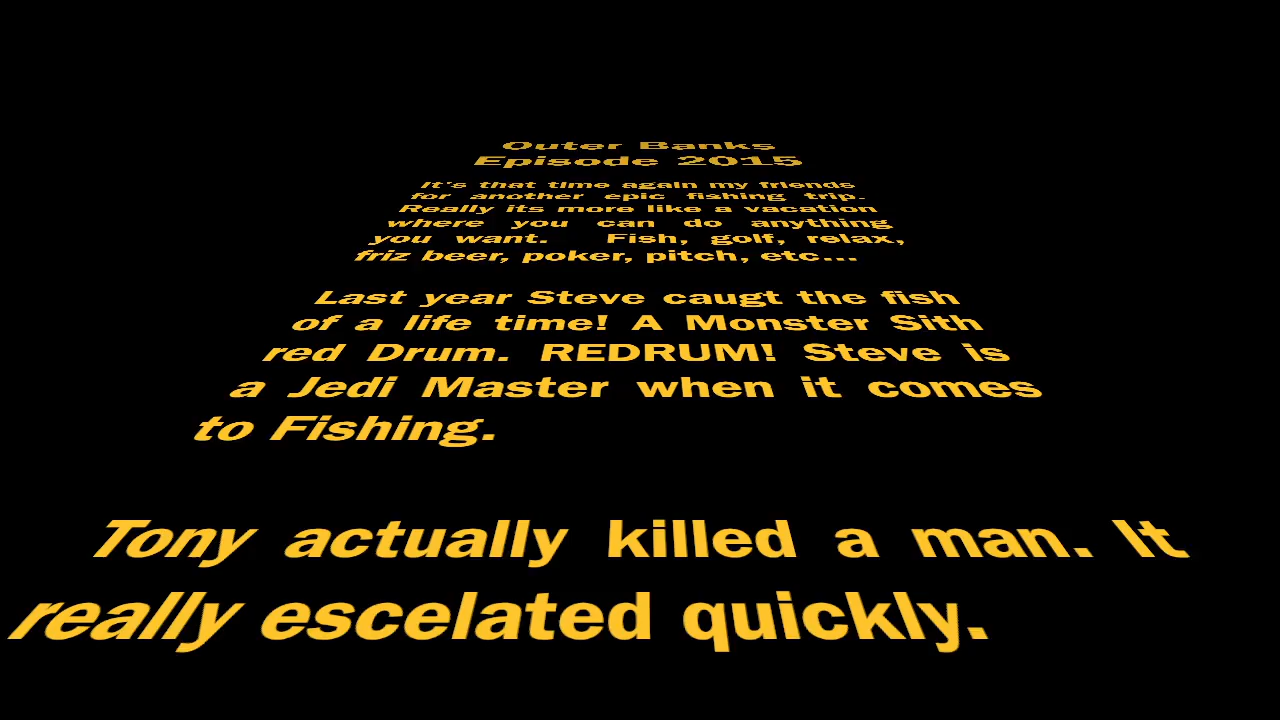 Outer Banks
Episode 2015
It's that time again my friends
for another epic fishing trip.
Really its more like a vacation
where you can do anything
you want. Fish, golf, relax,
friz beer, poker, pitch, etc...
Last year Steve caugt the fish
of a life time! A Monster Sith
red Drum. REDRUM! Steve is
a Jedi Master when it comes
to Fishing.
Tony actually killed a man. It
really escelated quickly.